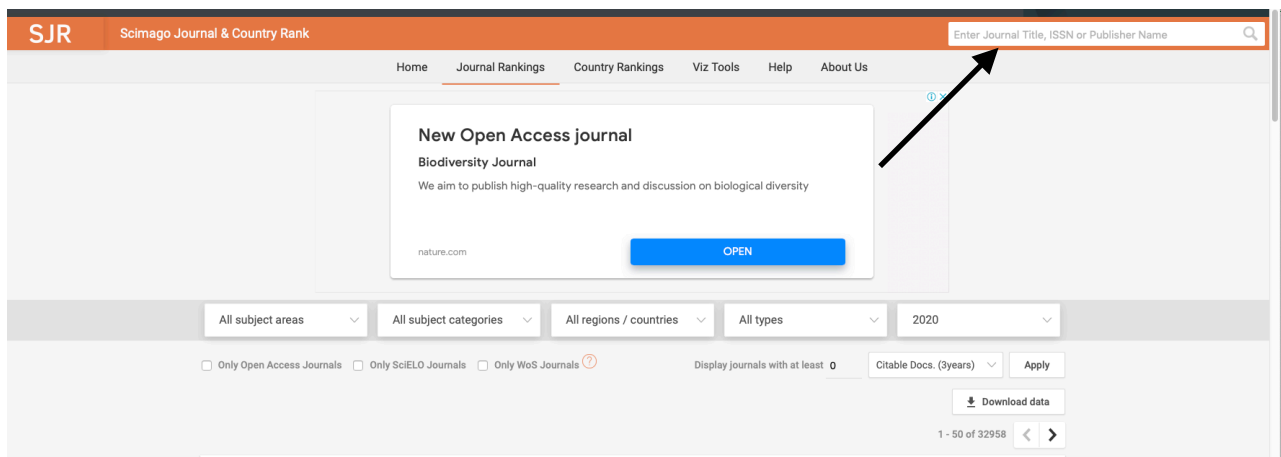 SJR Scimago Journal & Country Rank Enter Journal Title, ISSN or Publisher Name
Home Journal Rankings Country Rankings Viz Tools Help About Us
New Open Access journal
Biodiversity Journal
We aim to publish high-quality research and discussion on biological diversity
nature.com OPEN
All subject areas All subject categories All regions / countries All types 2020
Only Open Access Journals Only SciELO Journals Only WoS Journals ? Display journals with at least 0 Citable Docs. (3years) Apply
Download data
1 - 50 of 32958